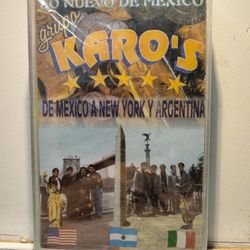 LO NUEVO DE MEXICO
grupo
KARO'S
DE MEXICO A NEW YORK Y ARGENTINA